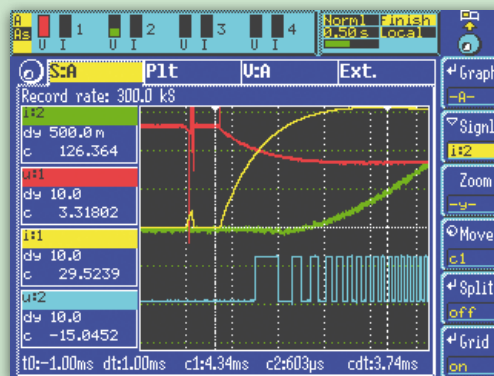 A
As
1
2
3
4
U I
U I
U I
U I
Norml Finish
0.50s Local
S:A Plt U:A Ext.
Record rate: 300.0 kS
i:2
dy 500.0m
c 126.364
u:1
dy 10.0
c 3.31802
i:1
dy 10.0
c 29.5239
u:2
dy 10.0
c -15.0452
t0:-1.00ms dt:1.00ms c1:4.34ms c2:603µs cdt:3.74ms
Graph
-A-
Signl
i:2
Zoom
-y-
Move
c1
Split
off
Grid
on